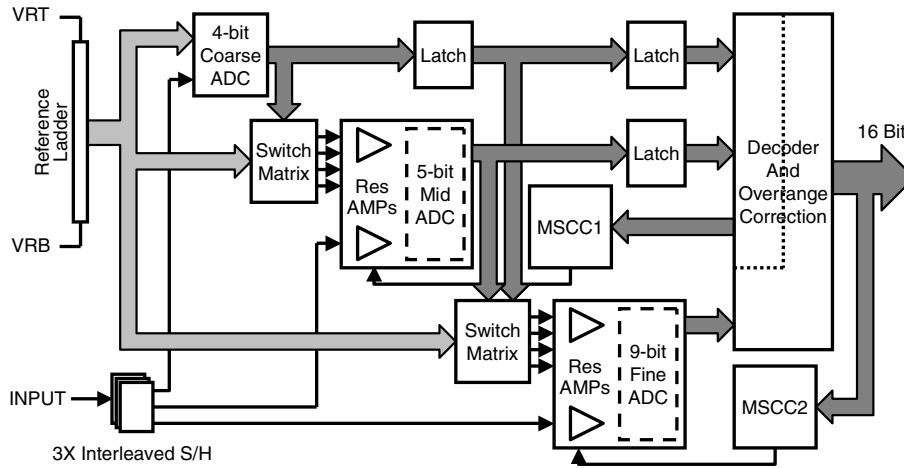 VRT
Reference
Ladder
VRB
4-bit
Coarse
ADC
Latch
Latch
Switch
Matrix
Res
AMPs
5-bit
Mid
ADC
Latch
MSCC1
Decoder
And
Overrange
Correction
16 Bit
Switch
Matrix
Res
AMPs
9-bit
Fine
ADC
MSCC2
INPUT
3X Interleaved S/H